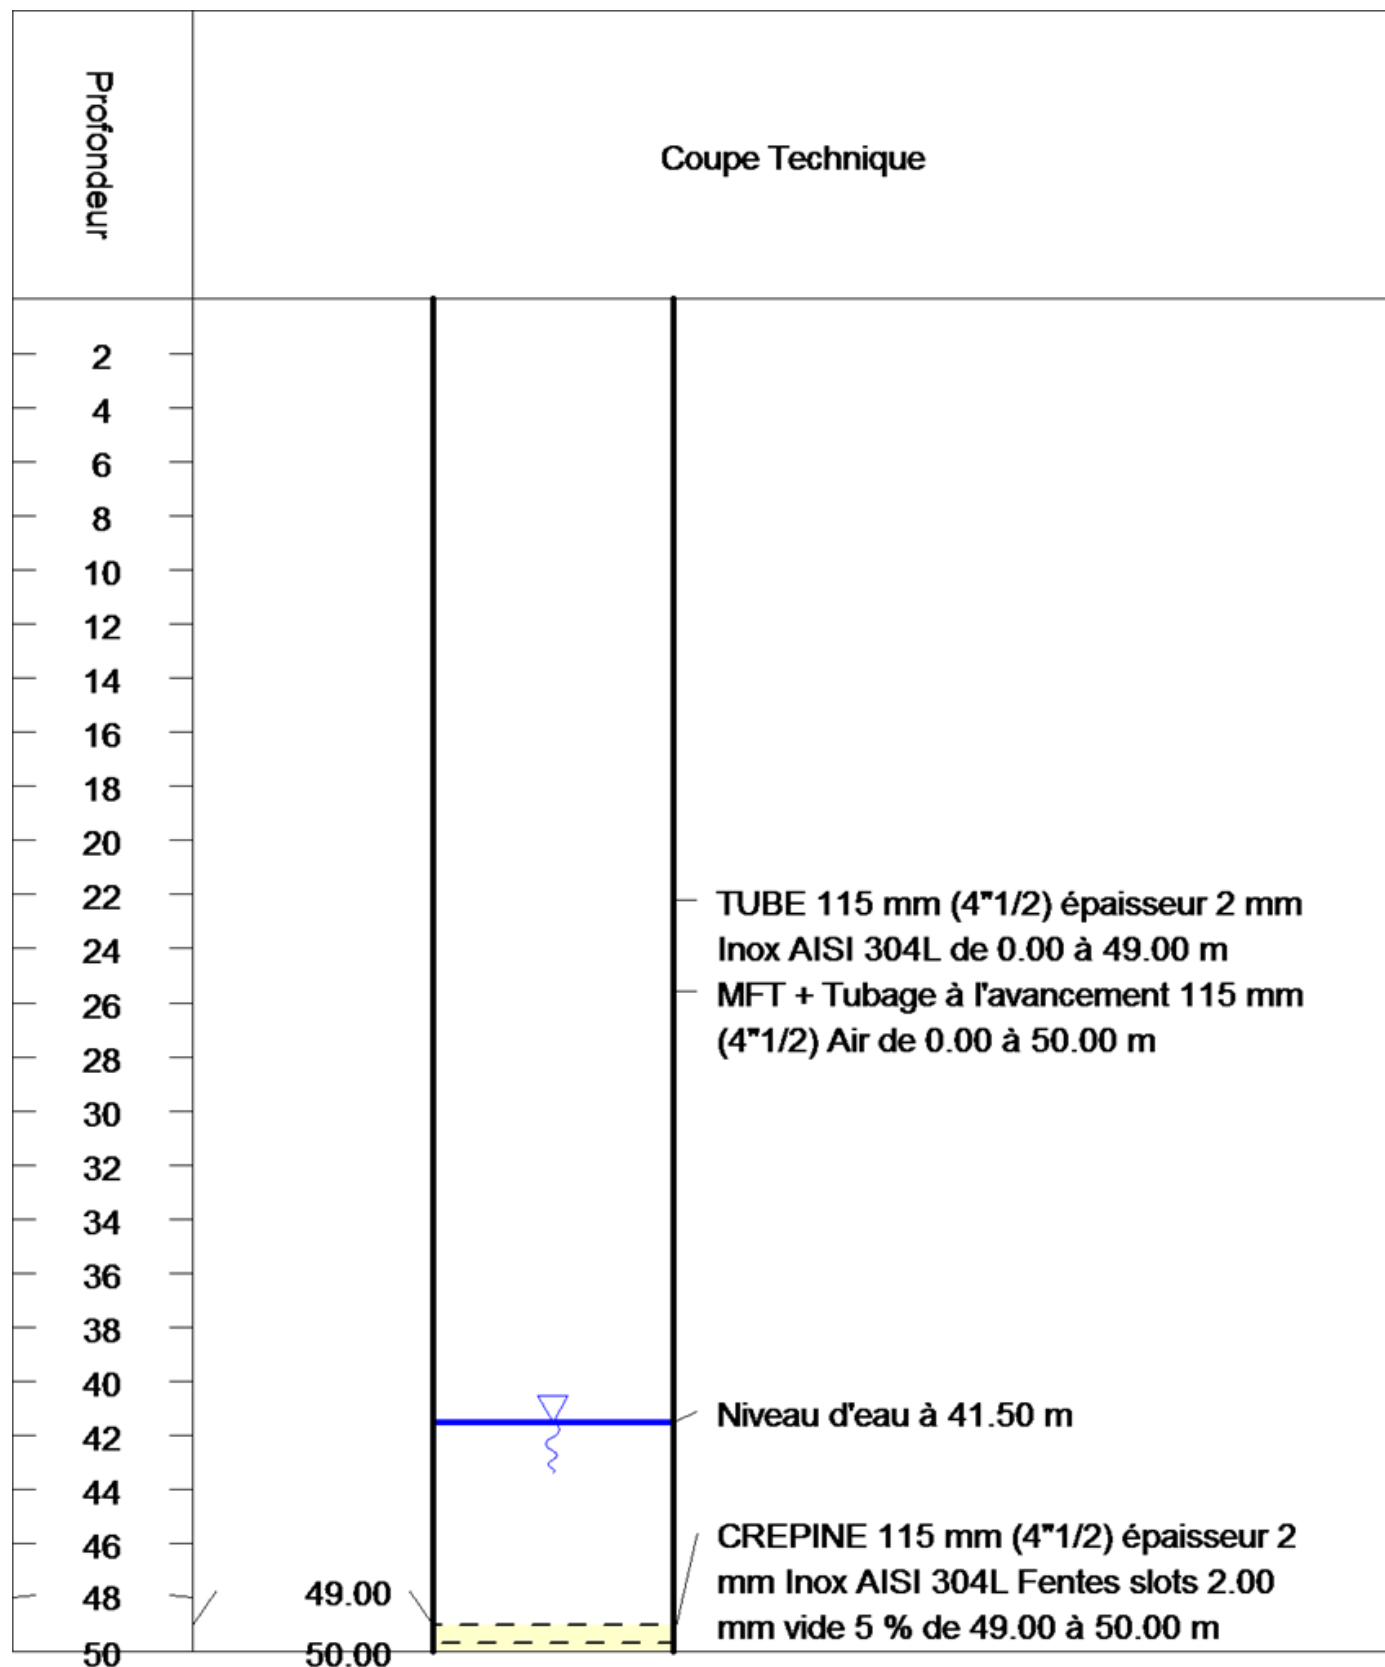 Profondeur
Coupe Technique
2
4
6
8
10
12
14
16
18
20
22
TUBE 115 mm (4"1/2) épaisseur 2 mm
24
Inox AISI 304L de 0.00 à 49.00 m
26
MFT + Tubage à l'avancement 115 mm
(4"1/2) Air de 0.00 à 50.00 m
28
30
32
34
36
38
40
Niveau d'eau à 41.50 m
42
44
46
CREPINE 115 mm (4"1/2) épaisseur 2
mm Inox AISI 304L Fentes slots 2.00
mm vide 5 % de 49.00 à 50.00 m
48
49.00
50
50.00